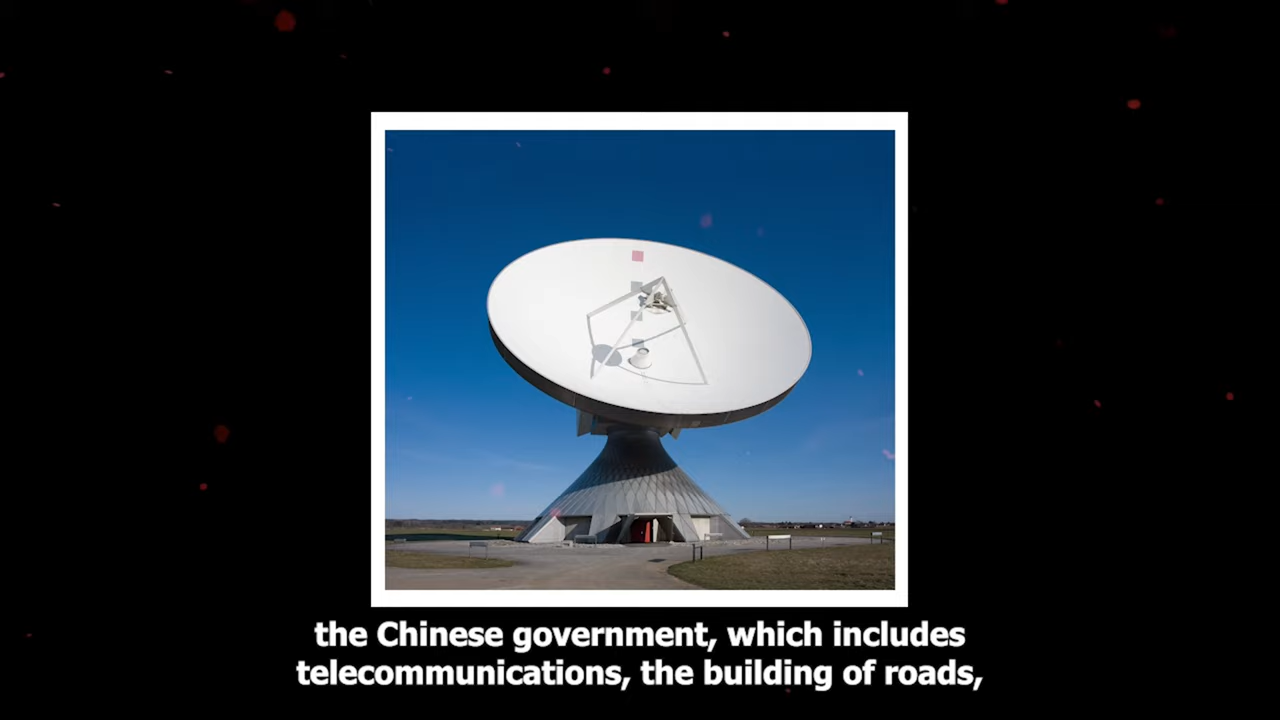 the Chinese government, which includes
telecommunications, the building of roads,